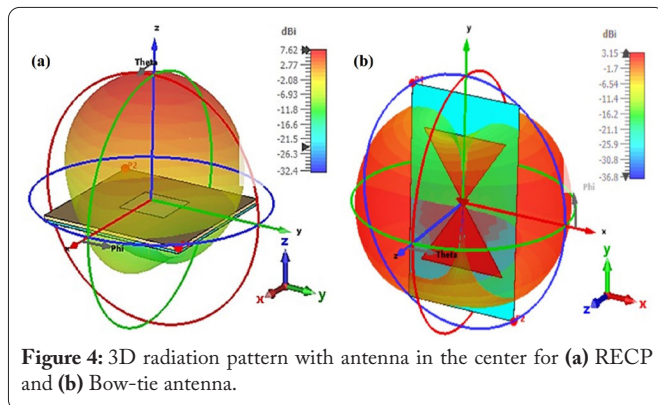 (a)
z
Theta
dBi
7.62
2.77
-2.08
-6.93
-11.8
-16.6
-21.5
-26.3
-32.4
P2
y
x
Phi
z
x
y
(b)
y
dBi
3.15
-1.7
-6.55
-11.4
-16.2
-21.1
-25.9
-30.8
-36.8
Phi
x
z
Theta
y
z
x
Figure 4: 3D radiation pattern with antenna in the center for (a) RECP
and (b) Bow-tie antenna.